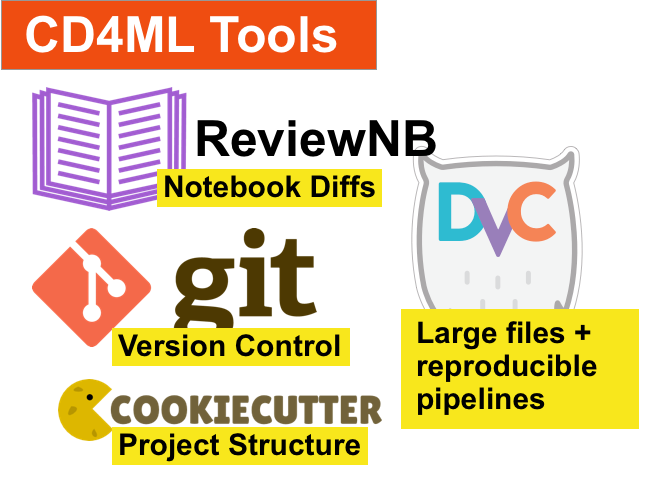 CD4ML Tools
ReviewNB
Notebook Diffs
DVC
git
Version Control
Large files +
reproducible
pipelines
COOKIECUTTER
Project Structure